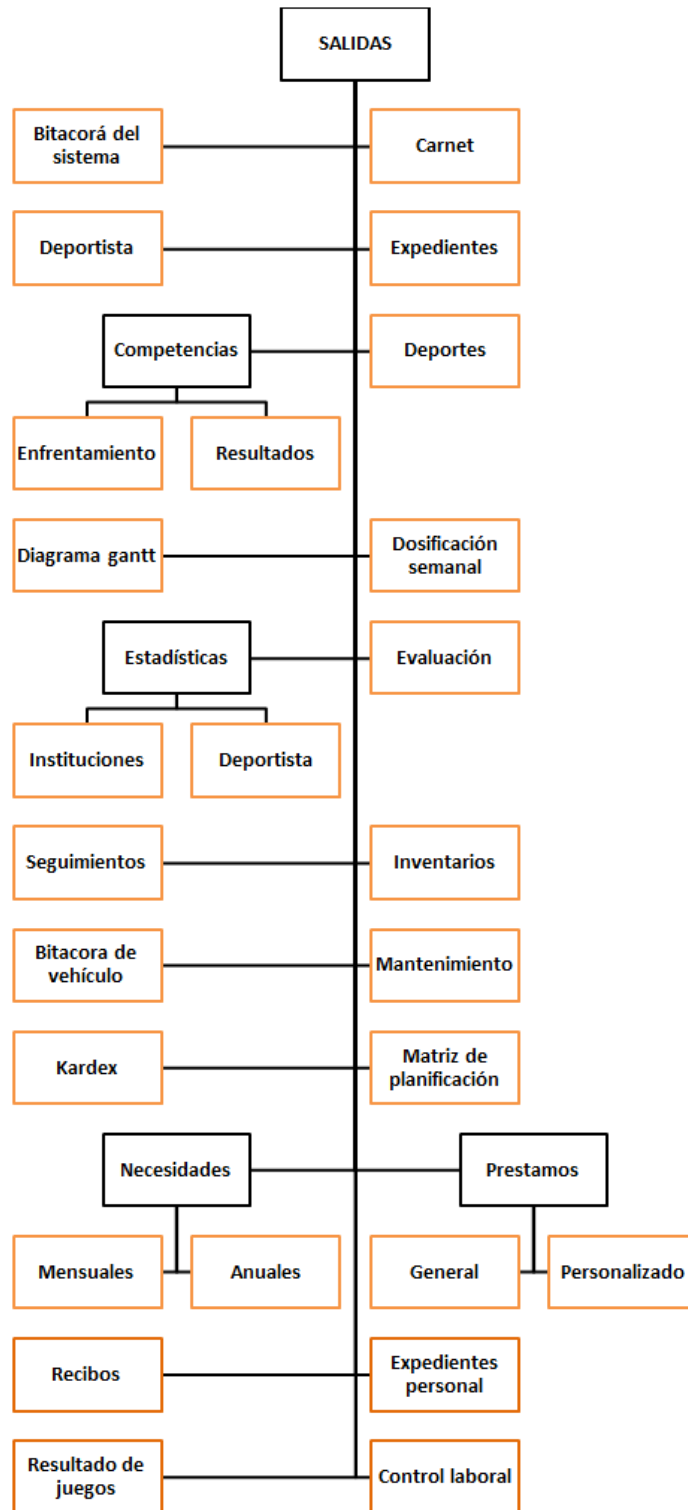 SALIDAS
Bitacorá del
sistema
Carnet
Deportista
Expedientes
Competencias
Deportes
Enfrentamiento
Resultados
Diagrama gantt
Dosificación
semanal
Estadísticas
Evaluación
Instituciones
Deportista
Seguimientos
Inventarios
Bitacora de
vehículo
Mantenimiento
Kardex
Matriz de
planificación
Necesidades
Prestamos
Mensuales
Anuales
General
Personalizado
Recibos
Expedientes
personal
Resultado de
juegos
Control laboral